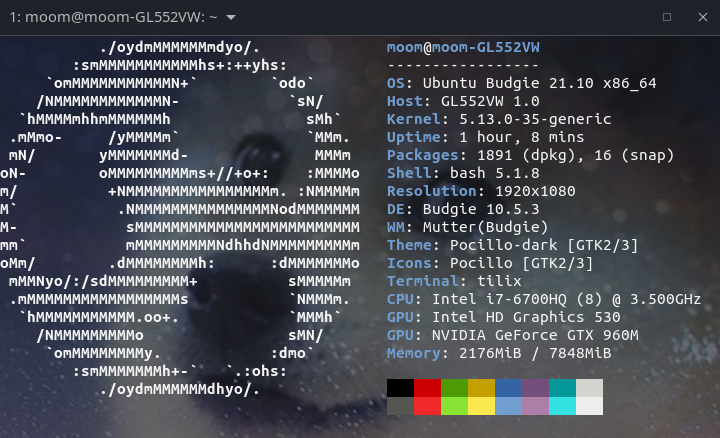 1: moom@moom-GL552VW: ~
./oydmMMMMMMmdyo/. moom@moom-GL552VW
:smMMMMMMMMMMMhs+:++yhs: -----------------
`omMMMMMMMMMMMN+` `odo` OS: Ubuntu Budgie 21.10 x86_64
/NMMMMMMMMMMMMN- `sN/ Host: GL552VW 1.0
`hMMMMmhhmMMMMMMh sMh` Kernel: 5.13.0-35-generic
.mMmo- /yMMMMm` `MMm. Uptime: 1 hour, 8 mins
mN/ yMMMMMMMd- MMMm Packages: 1891 (dpkg), 16 (snap)
oN- oMMMMMMMMMms+//+o+: :MMMMo Shell: bash 5.1.8
m/ +NMMMMMMMMMMMMMMMMm. :NMMMMm Resolution: 1920x1080
M` .NMMMMMMMMMMMMMMMNodMMMMMMM DE: Budgie 10.5.3
M- sMMMMMMMMMMMMMMMMMMMMMMMMM WM: Mutter(Budgie)
mm` mMMMMMMMMMNdhhdNMMMMMMMMMm Theme: Pocillo-dark [GTK2/3]
oMm/ .dMMMMMMMMh: :dMMMMMMMo Icons: Pocillo [GTK2/3]
mMMMNyo/:/sdMMMMMMMMM+ sMMMMMm Terminal: tilix
.mMMMMMMMMMMMMMMMMMs `NMMMm. CPU: Intel i7-6700HQ (8) @ 3.500GHz
`hMMMMMMMMMMM.oo+. `MMMh` GPU: Intel HD Graphics 530
/NMMMMMMMMMo sMN/ GPU: NVIDIA GeForce GTX 960M
`omMMMMMMMMy. :dmo` Memory: 2176MiB / 7848MiB
:smMMMMMMMh+-` `.:ohs:
./oydmMMMMMMdhyo/.